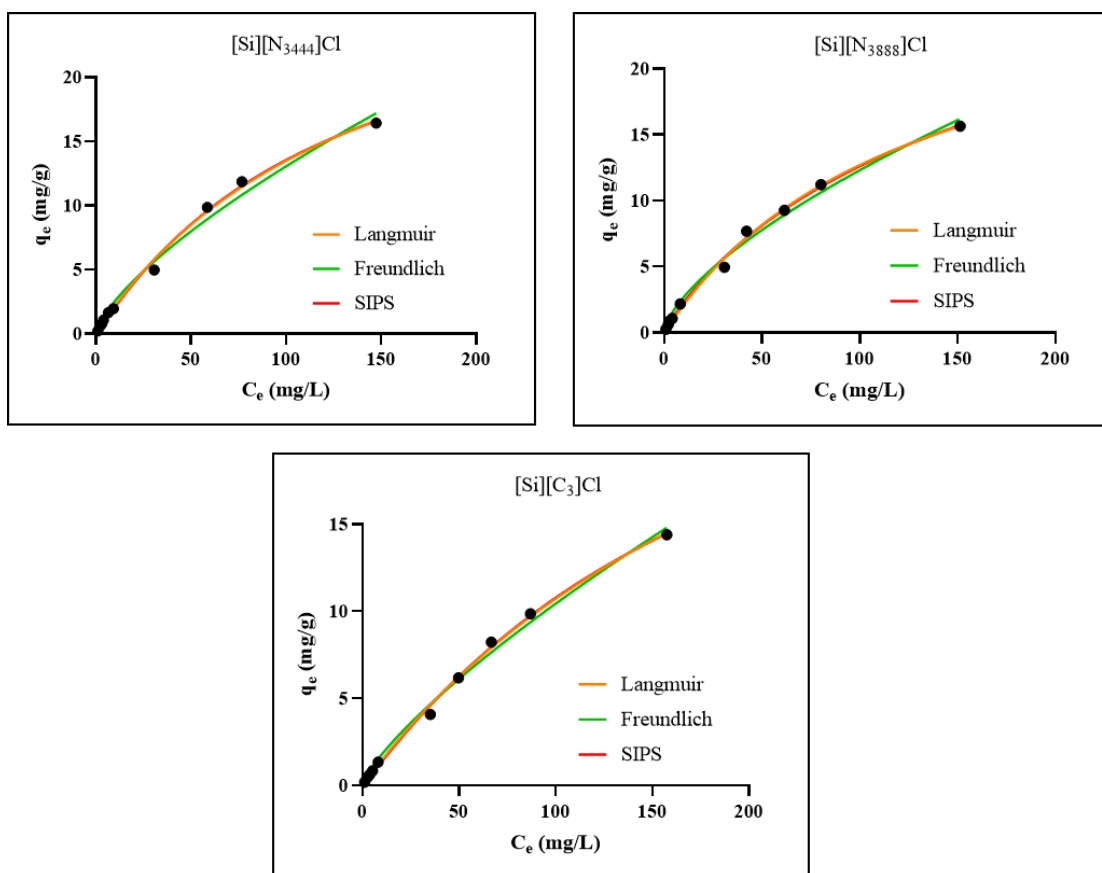 [Si][N3444]Cl
20
15
10
5
0
qe (mg/g)
Langmuir
Freundlich
SIPS
0 50 100 150 200
Ce (mg/L)
[Si][N3888]Cl
20
15
10
5
0
qe (mg/g)
Langmuir
Freundlich
SIPS
0 50 100 150 200
Ce (mg/L)
[Si][C3]Cl
15
10
5
0
qe (mg/g)
Langmuir
Freundlich
SIPS
0 50 100 150 200
Ce (mg/L)